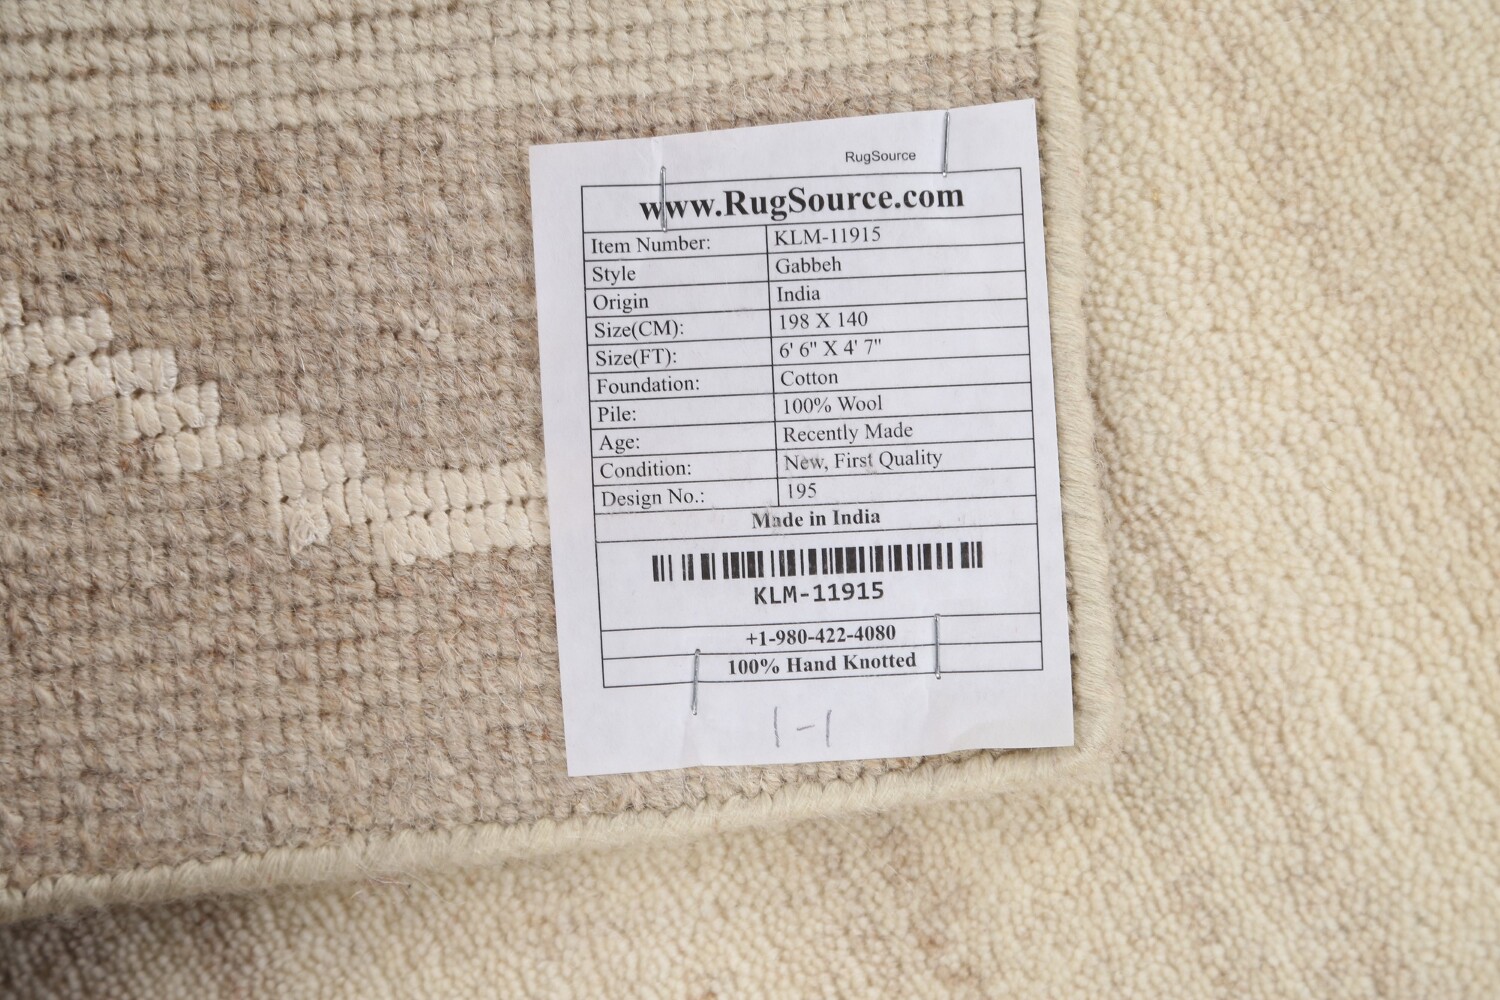 RugSource
www.RugSource.com
Item Number: KLM-11915
Style Gabbeh
Origin India
Size(CM): 198 X 140
Size(FT): 6' 6" X 4' 7"
Foundation: Cotton
Pile: 100% Wool
Age: Recently Made
Condition: New, First Quality
Design No.: 195
Made in India
KLM-11915
+1-980-422-4080
100% Hand Knotted
1-1